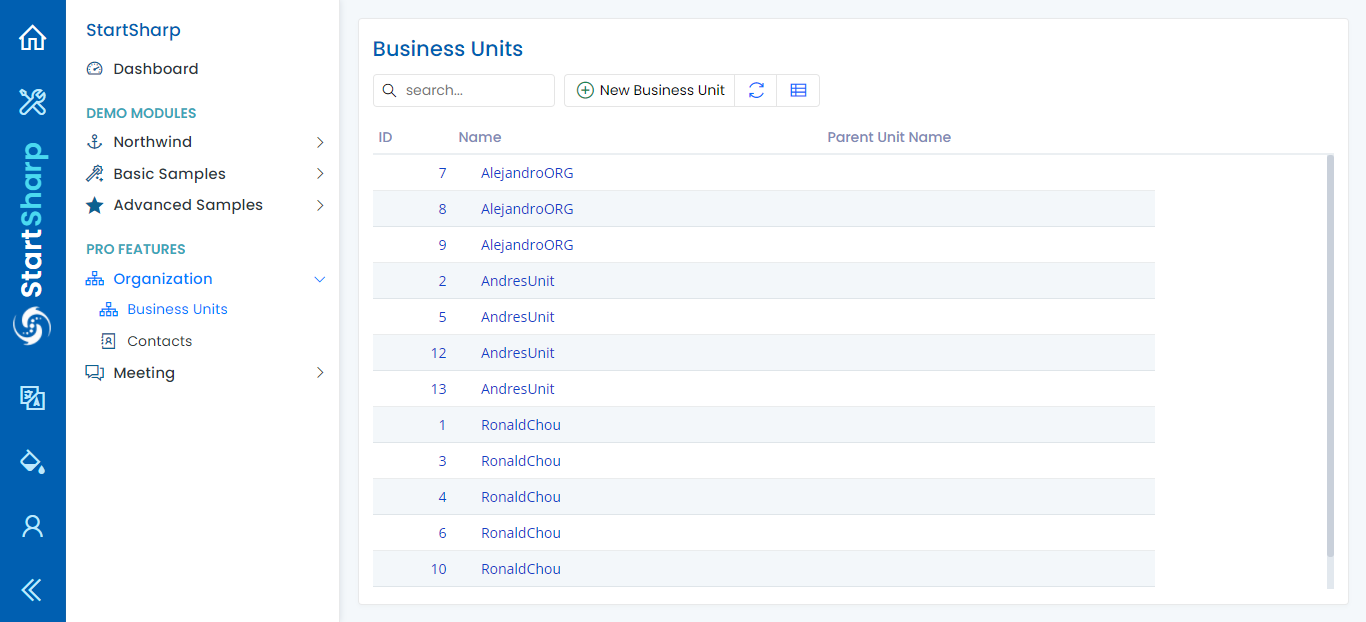 StartSharp
StartSharp
Dashboard
DEMO MODULES
Northwind
Basic Samples
Advanced Samples
PRO FEATURES
Organization
Business Units
Contacts
Meeting
Business Units
search...
New Business Unit
ID Name Parent Unit Name
7 AlejandroORG
8 AlejandroORG
9 AlejandroORG
2 AndresUnit
5 AndresUnit
12 AndresUnit
13 AndresUnit
1 RonaldChou
3 RonaldChou
4 RonaldChou
6 RonaldChou
10 RonaldChou